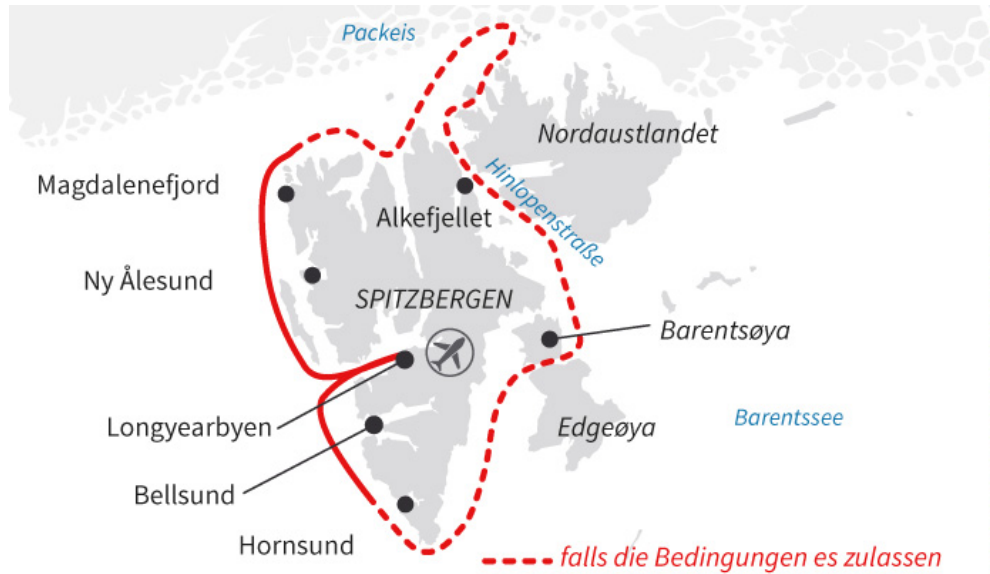 Packeis
Nordaustlandet
Magdalenefjord
Hinlopenstraße
Alkefjellet
Ny Ålesund
SPITZBERGEN
Barentsøya
Longyearbyen
Edgeøya
Barentssee
Bellsund
Hornsund
falls die Bedingungen es zulassen